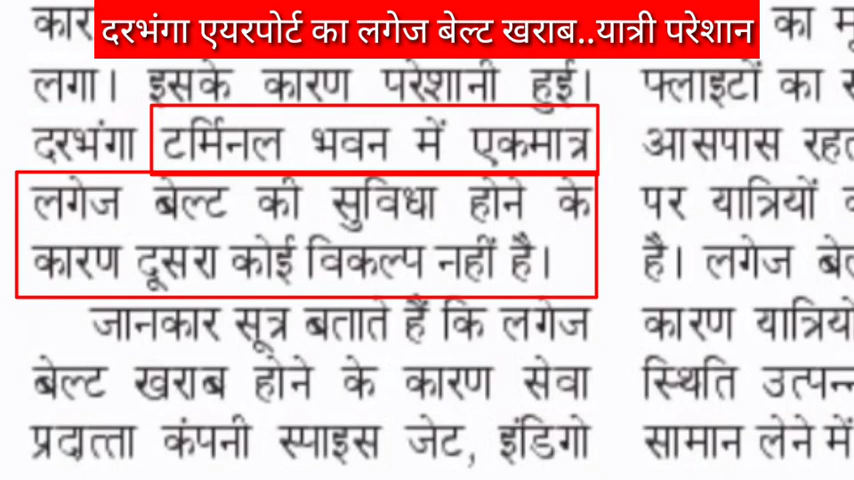 दरभंगा एयरपोर्ट का लगेज बेल्ट खराब..यात्री परेशान
लगा। इसके कारण परेशानी हुई।
दरभंगा टर्मिनल भवन में एकमात्र
लगेज बेल्ट की सुविधा होने के
कारण दूसरा कोई विकल्प नहीं है।
जानकार सूत्र बताते हैं कि लगेज
बेल्ट खराब होने के कारण सेवा
प्रदात्ता कंपनी स्पाइस जेट, इंडिगो
का
फ्लाइटों का
आसपास
पर यात्रियों
है। लगेज
कारण
स्थिति
सामान लेने में